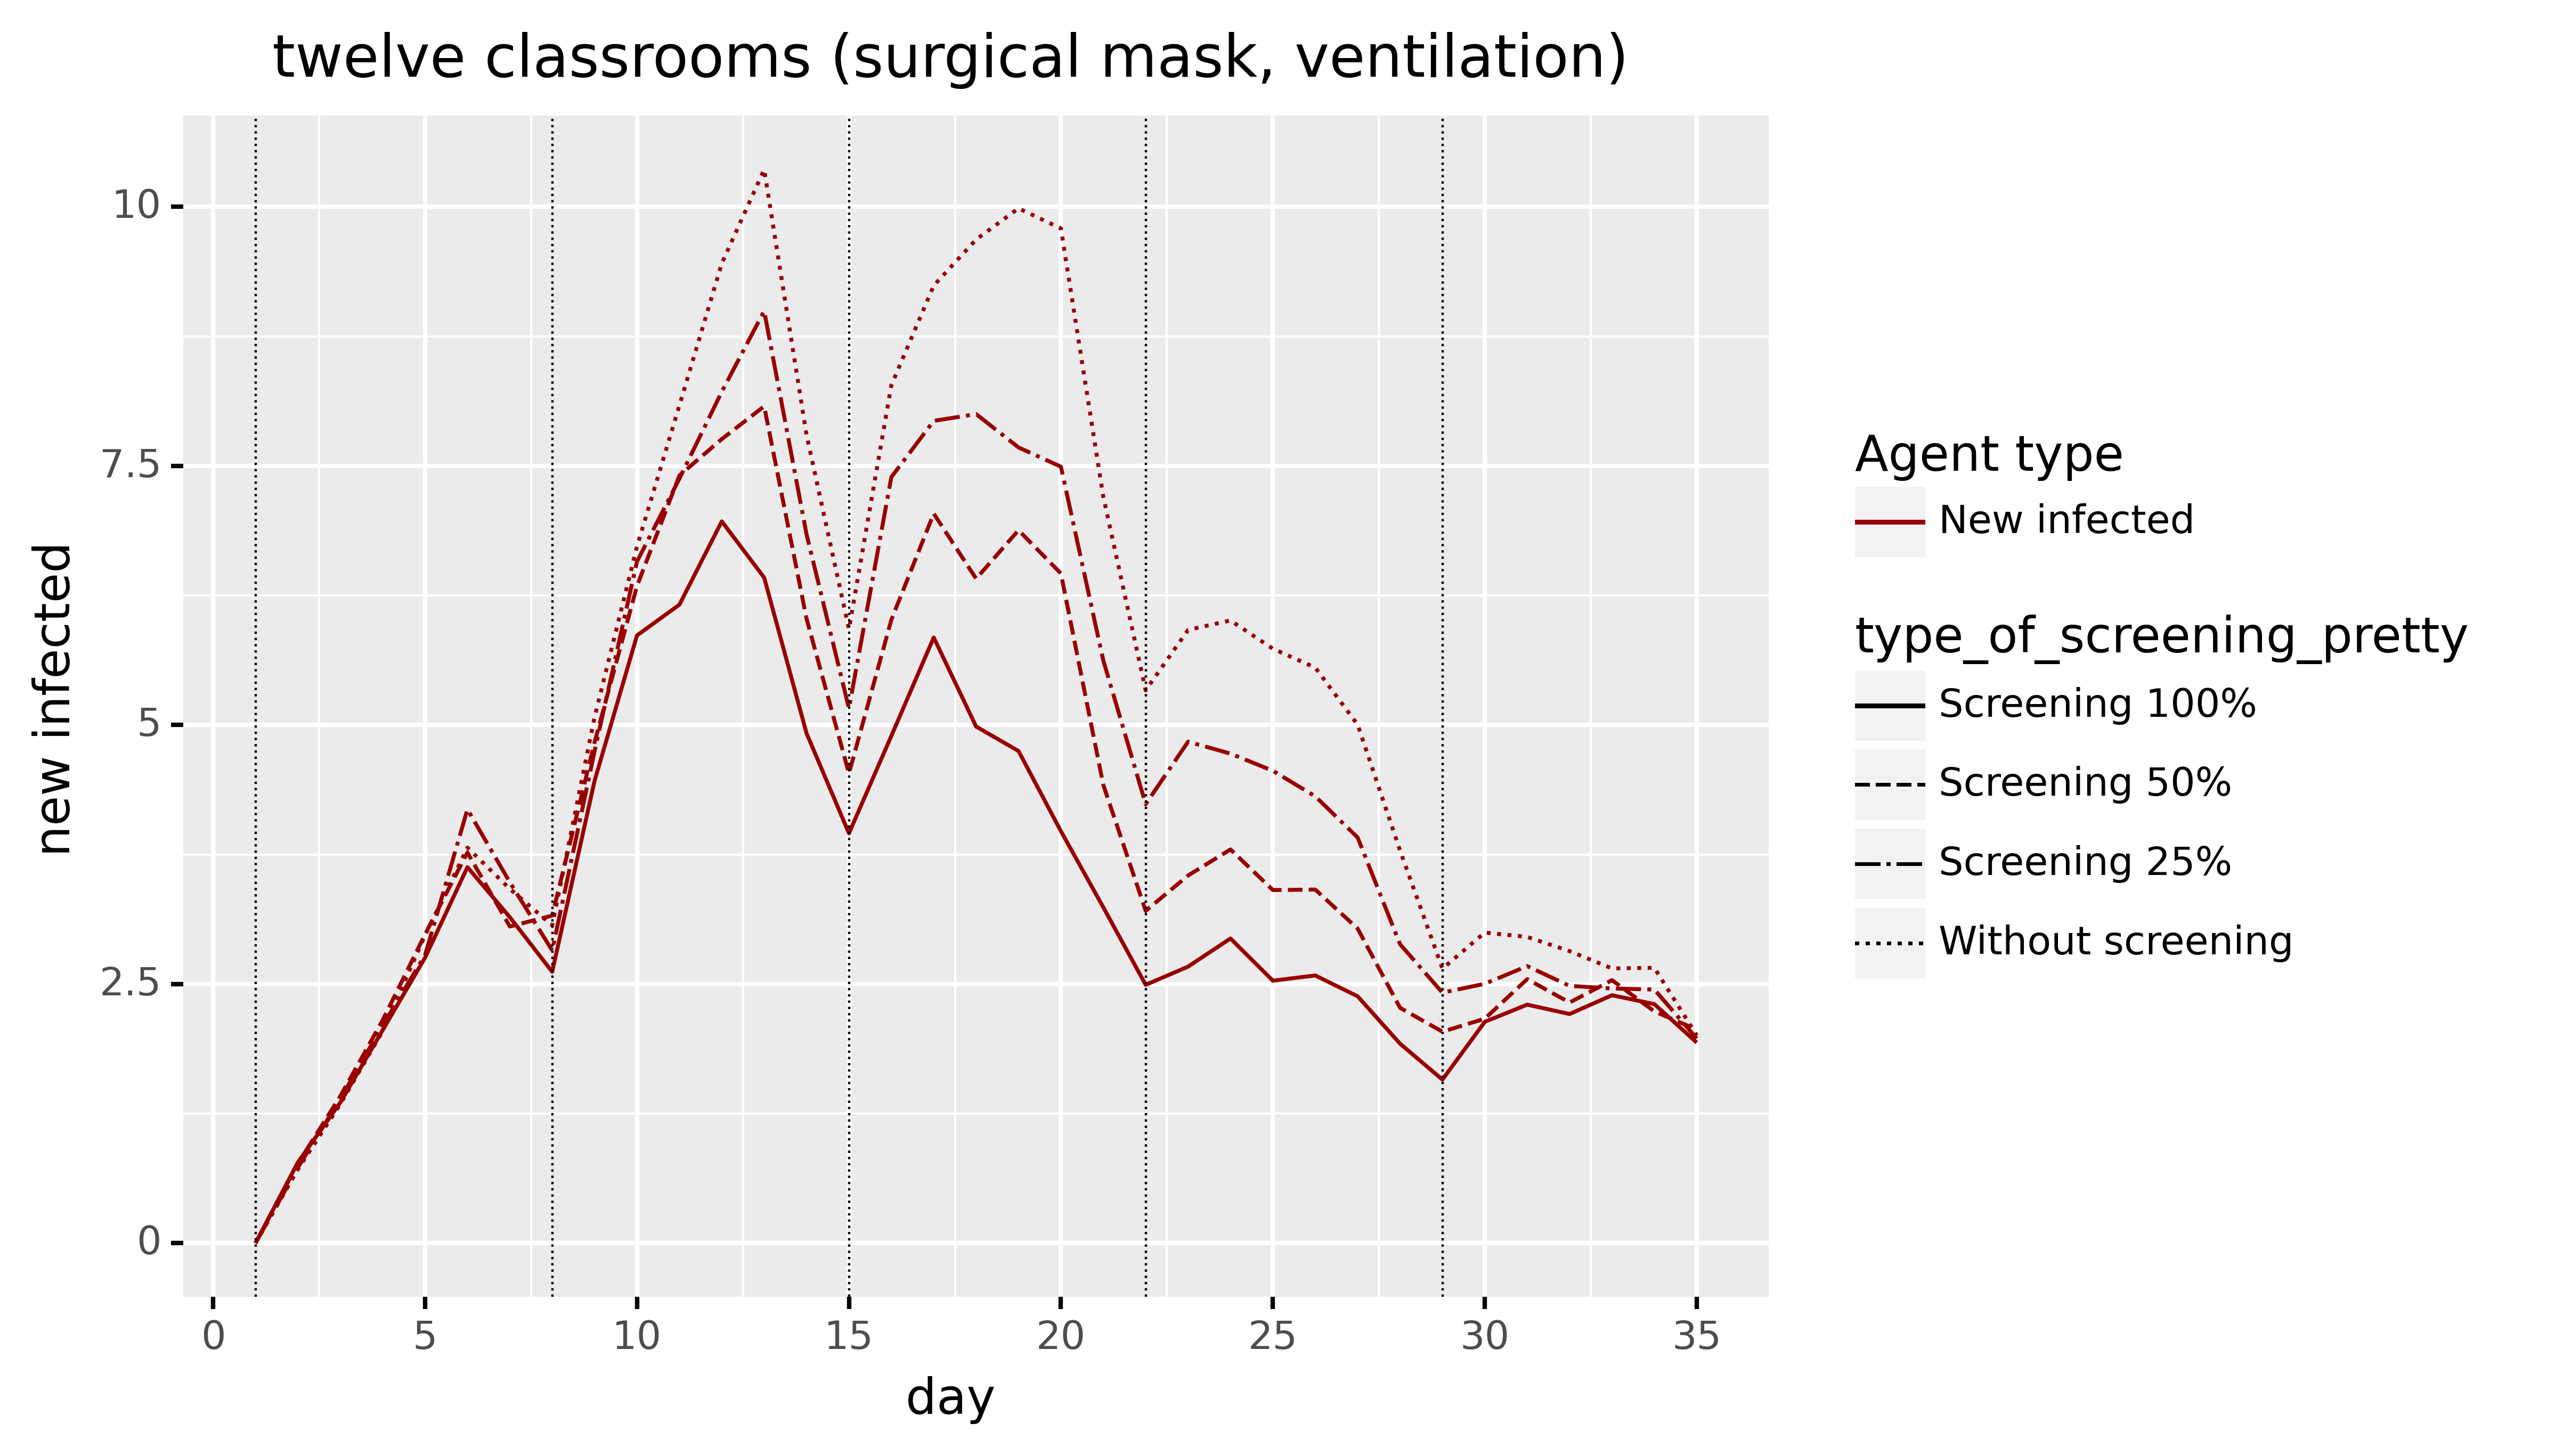 twelve classrooms (surgical mask, ventilation)
new infected
10
7.5
5
2.5
0
0 5 10 15 20 25 30 35
day
Agent type
New infected
type_of_screening_pretty
Screening 100%
Screening 50%
Screening 25%
Without screening